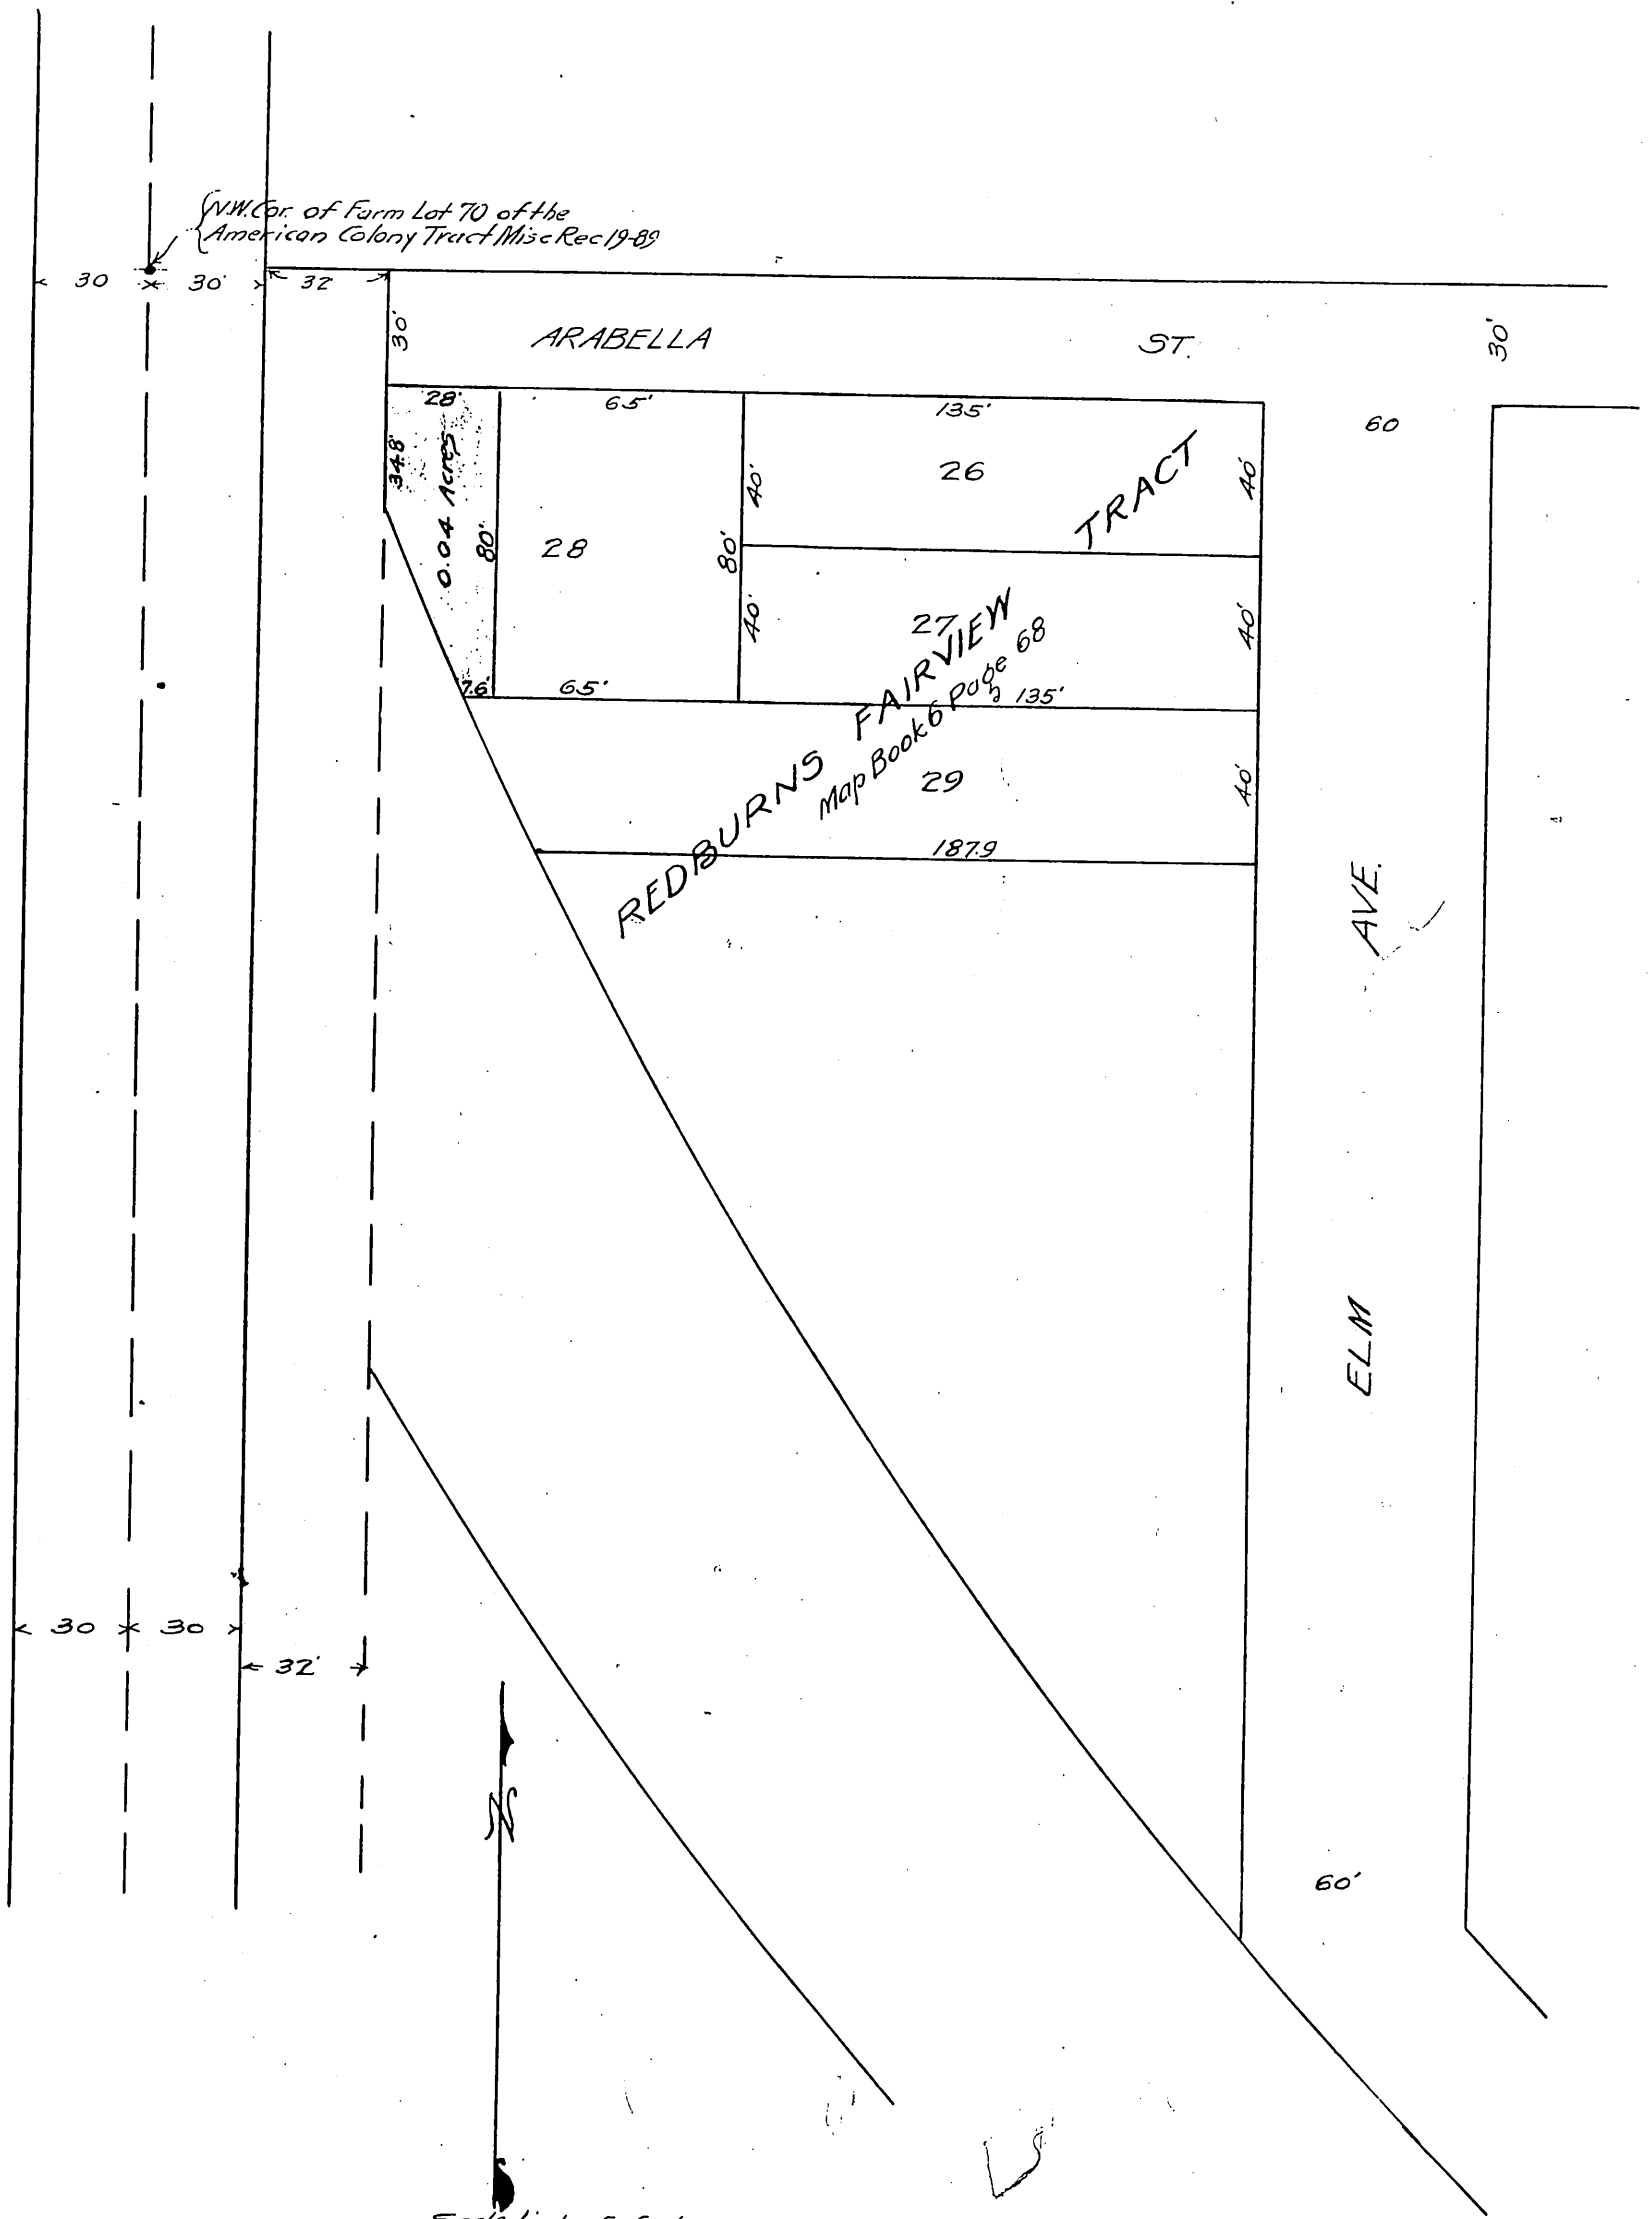 N.W. Cor. of Farm Lot 70 of the
American Colony Tract Misc Rec 19-89
30 30' 32
30'
ARABELLA ST.
30'
28' 65' 135'
60
34.8'
0.04 Acres
80'
28
80'
40'
26
40'
TRACT
40'
27
40'
7.6' 65' 135'
REDBURNS FAIRVIEW
Map Book 6 Page 68
29
40'
187.9
ELM AVE.
30 30
32'
N
60'